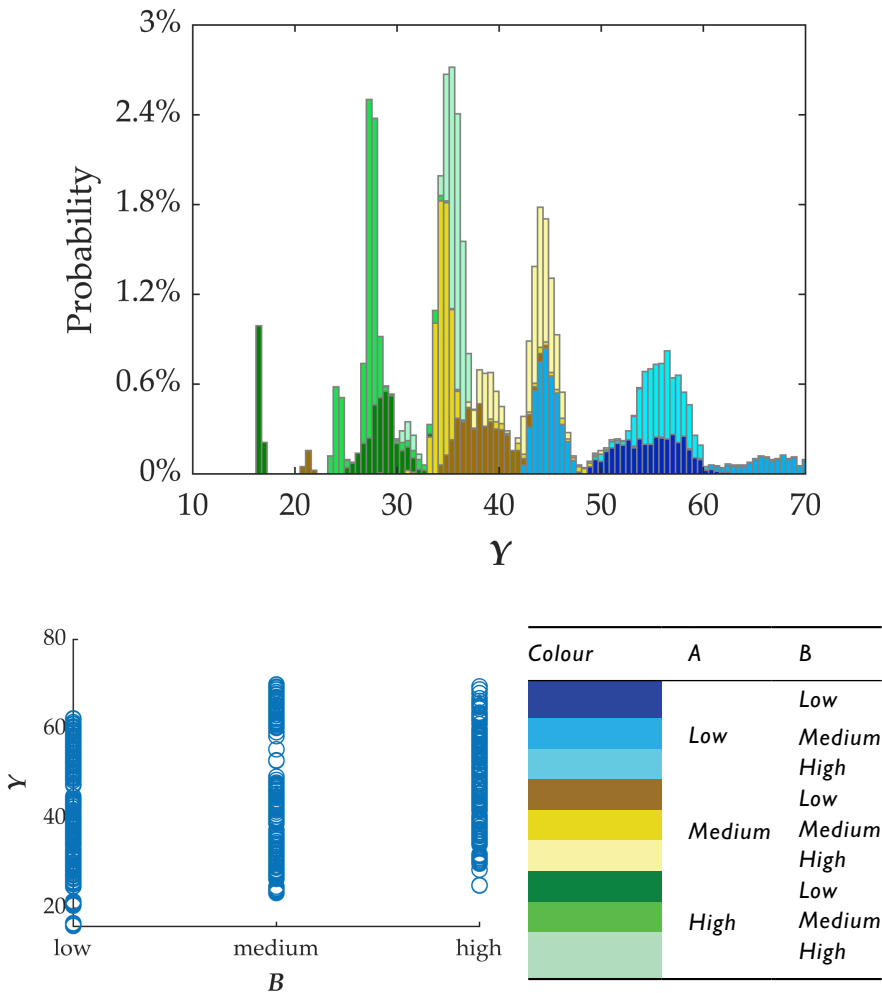 3%
2.4%
1.8%
1.2%
0.6%
0%
Probability
10 20 30 40 50 60 70
Y
80
60
40
20
Y
low medium high
B
Colour A B
Low
Low Medium
High
Low
Medium Medium
High
Low
High Medium
High